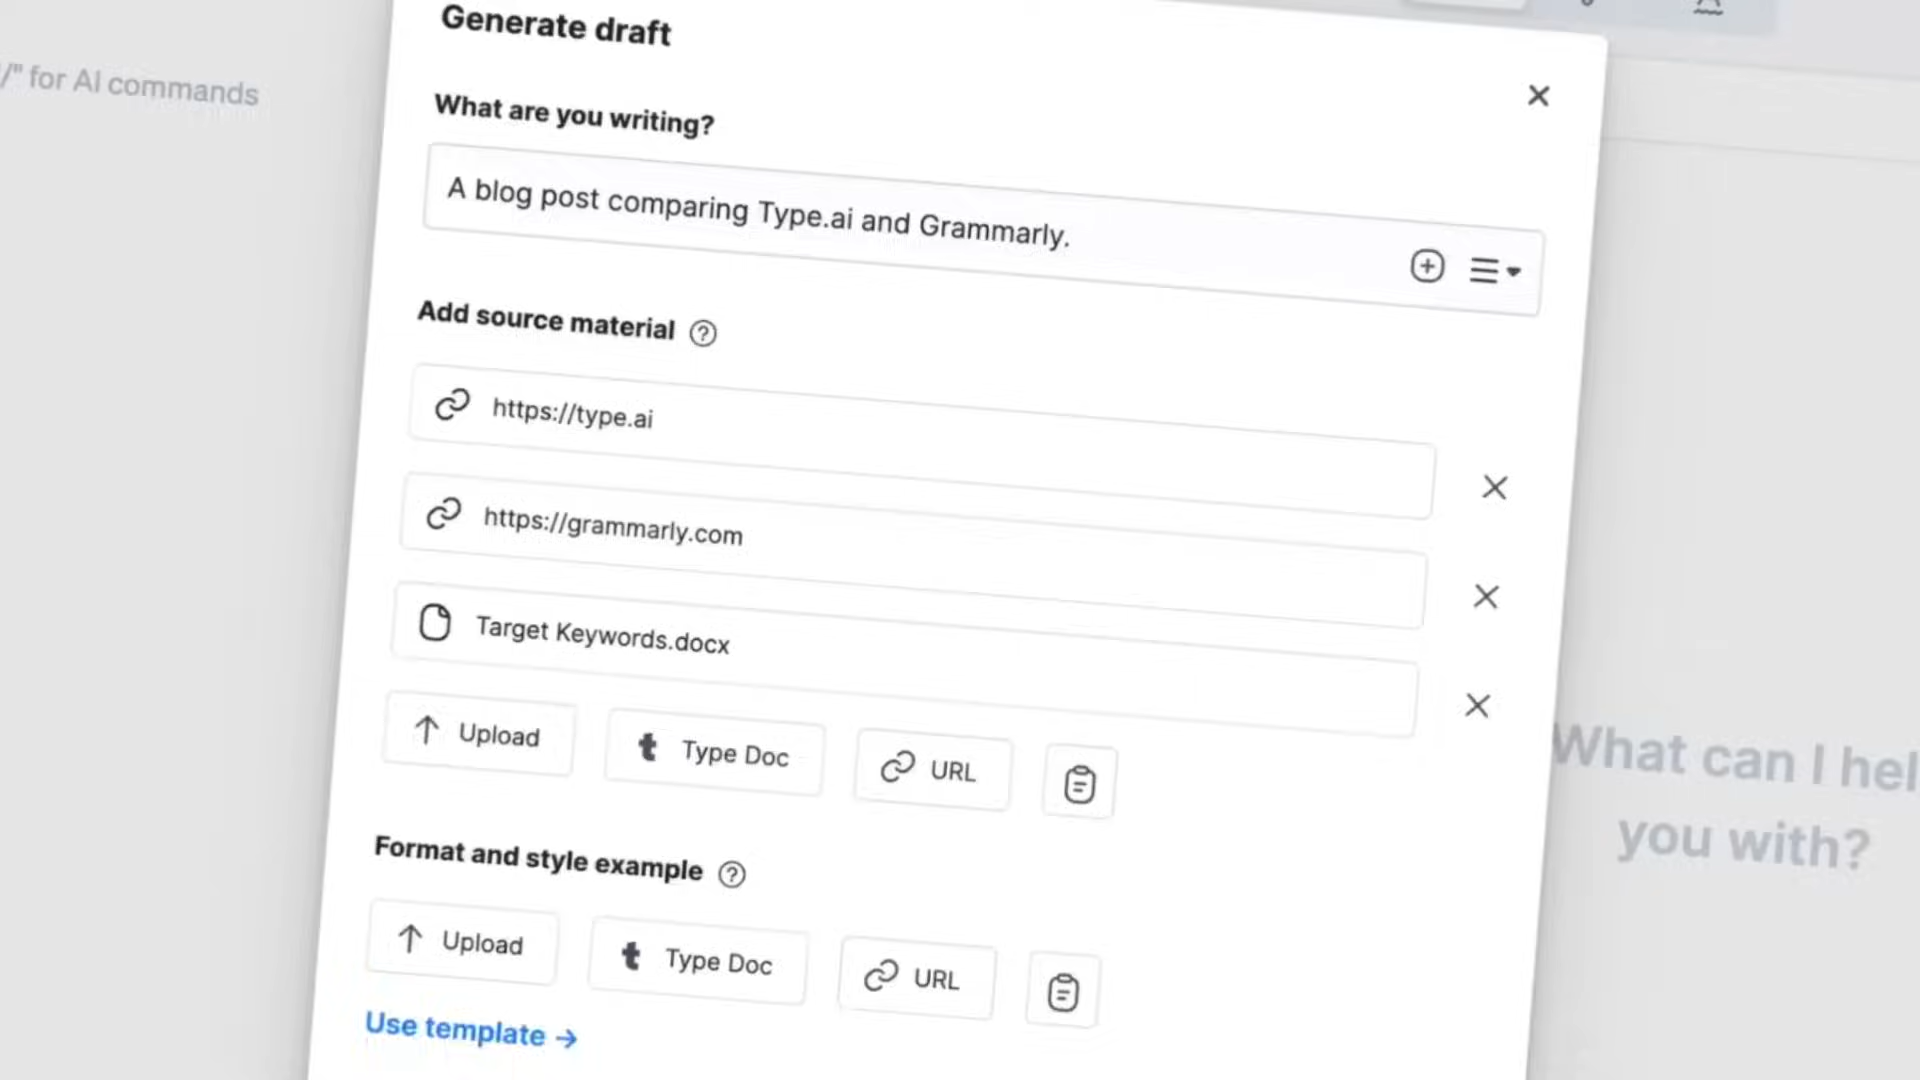 Generate draft
/" for AI commands
What are you writing?
A blog post comparing Type.ai and Grammarly.
Add source material
https://type.ai
https://grammarly.com
Target Keywords.docx
Upload
Type Doc
URL
Format and style example
Upload
Type Doc
URL
Use template →
What can I hel
you with?